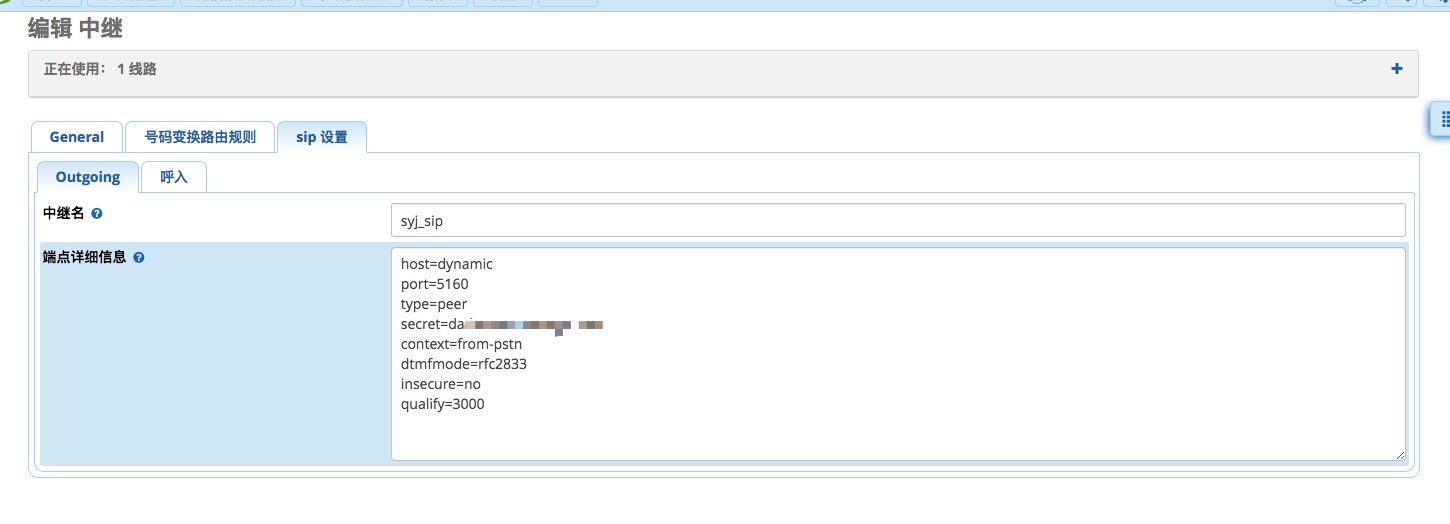 编辑 中继
正在使用： 1 线路
General
号码变换路由规则
sip 设置
Outgoing
呼入
中继名
syj_sip
端点详细信息
host=dynamic
port=5160
type=peer
secret=da
context=from-pstn
dtmfmode=rfc2833
insecure=no
qualify=3000